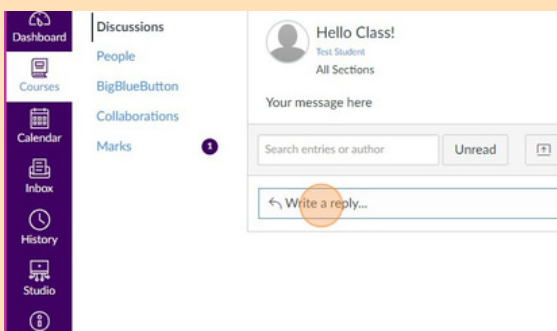 Dashboard
Courses
Calendar
Inbox
History
Studio
Discussions
People
BigBlueButton
Collaborations
Marks 1
Hello Class!
Test Student
All Sections
Your message here
Search entries or author
Unread
Write a reply...